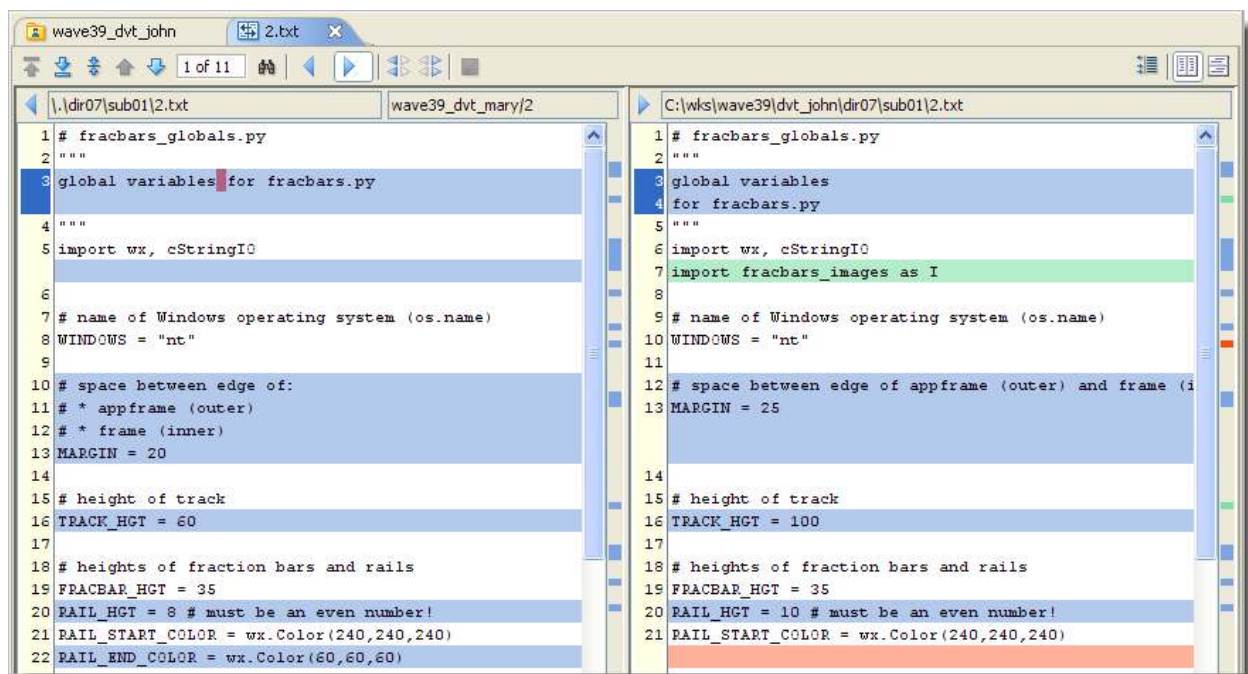 wave39_dvt_john 2.txt
1 of 11
\.\dir07\sub01\2.txt wave39_dvt_mary/2
1 # fracbars_globals.py
2 """
3 global variables for fracbars.py
4 """
5 import wx, cStringIO
6
7 # name of Windows operating system (os.name)
8 WINDOWS = "nt"
9
10 # space between edge of:
11 # * appframe (outer)
12 # * frame (inner)
13 MARGIN = 20
14
15 # height of track
16 TRACK_HGT = 60
17
18 # heights of fraction bars and rails
19 FRACBAR_HGT = 35
20 RAIL_HGT = 8 # must be an even number!
21 RAIL_START_COLOR = wx.Color(240,240,240)
22 RAIL_END_COLOR = wx.Color(60,60,60)
C:\wks\wave39\dvt_john\dir07\sub01\2.txt
1 # fracbars_globals.py
2 """
3 global variables
4 for fracbars.py
5 """
6 import wx, cStringIO
7 import fracbars_images as I
8
9 # name of Windows operating system (os.name)
10 WINDOWS = "nt"
11
12 # space between edge of appframe (outer) and frame (i
13 MARGIN = 25
14
15 # height of track
16 TRACK_HGT = 100
17
18 # heights of fraction bars and rails
19 FRACBAR_HGT = 35
20 RAIL_HGT = 10 # must be an even number!
21 RAIL_START_COLOR = wx.Color(240,240,240)